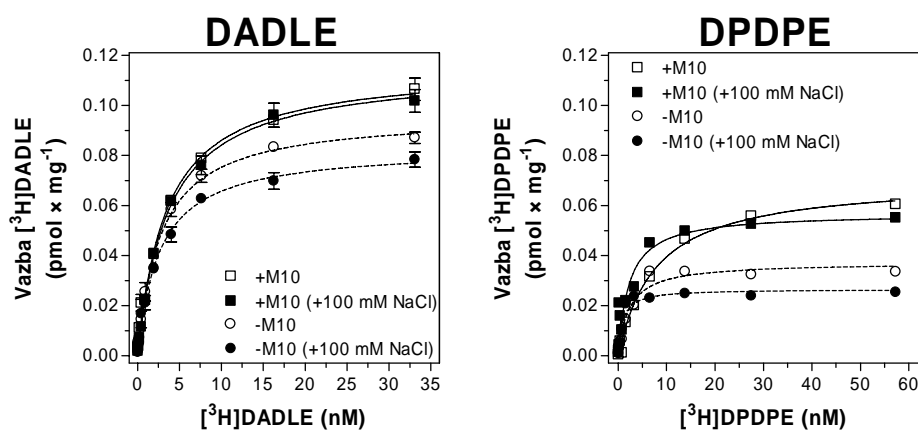 DADLE
0.12
0.10
0.08
0.06
0.04
0.02
0.00
Vazba [³H]DADLE
(pmol × mg⁻¹)
+M10
+M10 (+100 mM NaCl)
-M10
-M10 (+100 mM NaCl)
0 5 10 15 20 25 30 35
[³H]DADLE (nM)
DPDPE
0.12
0.10
0.08
0.06
0.04
0.02
0.00
Vazba [³H]DPDPE
(pmol × mg⁻¹)
+M10
+M10 (+100 mM NaCl)
-M10
-M10 (+100 mM NaCl)
0 10 20 30 40 50 60
[³H]DPDPE (nM)